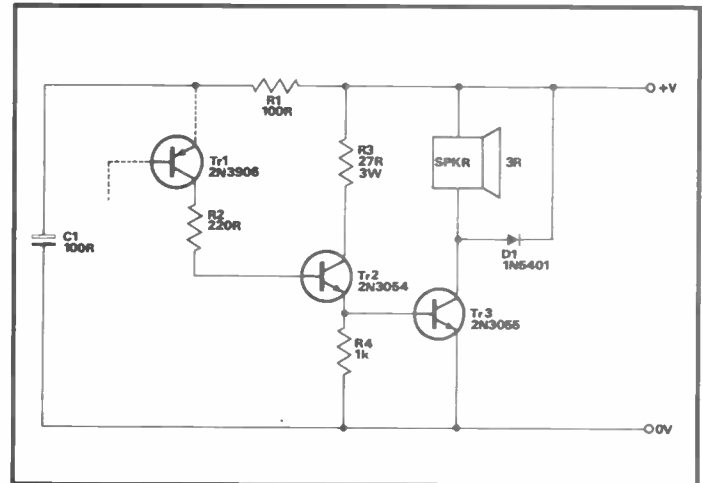 R1
100R
+V
Tr1
2N3906
R3
27R
3W
SPKR
3R
R2
220R
C1
100R
D1
1N5401
Tr2
2N3054
Tr3
2N3055
R4
1k
0V